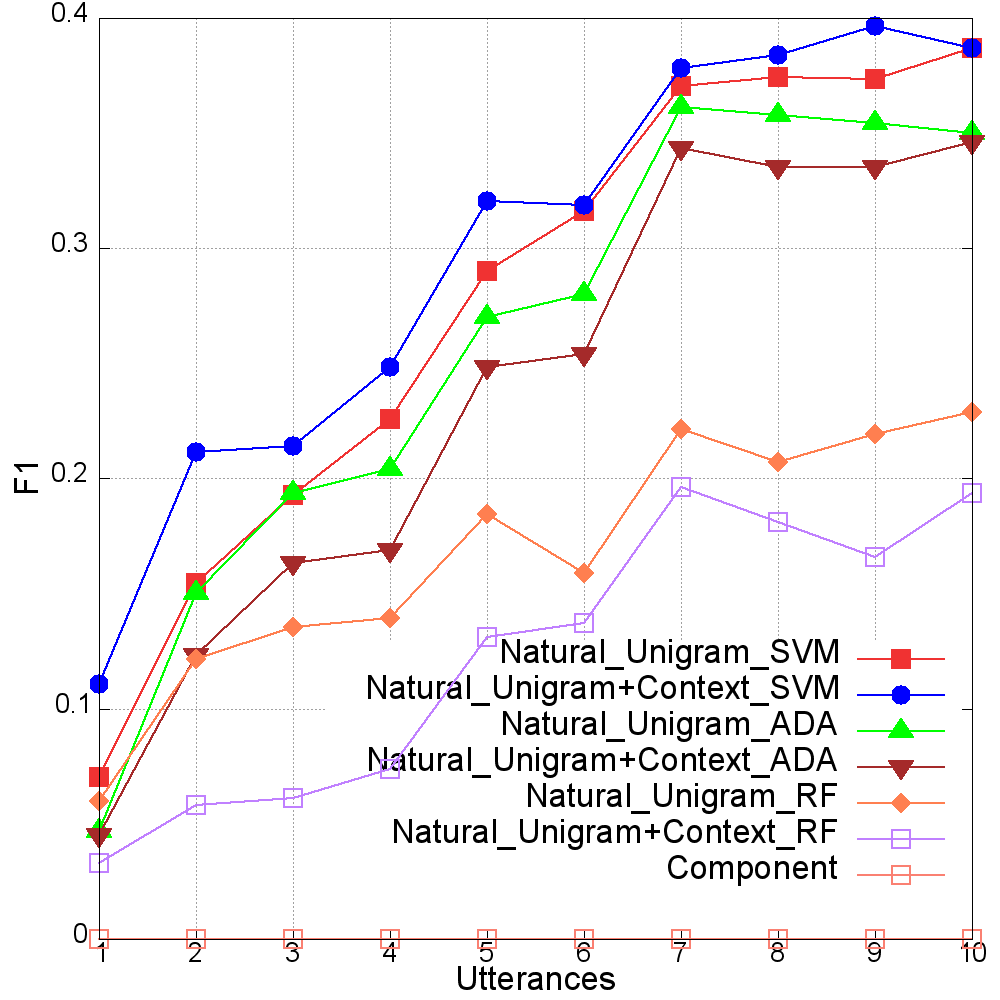 0.4
0.3
0.2
0.1
0
F1
Natural_Unigram_SVM
Natural_Unigram+Context_SVM
Natural_Unigram_ADA
Natural_Unigram+Context_ADA
Natural_Unigram_RF
Natural_Unigram+Context_RF
Component
1 2 3 4 5 6 7 8 9 10
Utterances